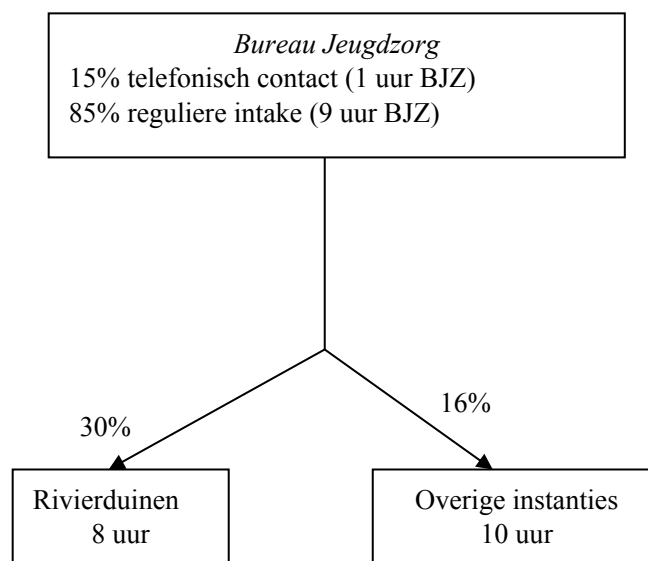 Bureau Jeugdzorg
15% telefonisch contact (1 uur BJZ)
85% reguliere intake (9 uur BJZ)
30%
16%
Rivierduinen
8 uur
Overige instanties
10 uur